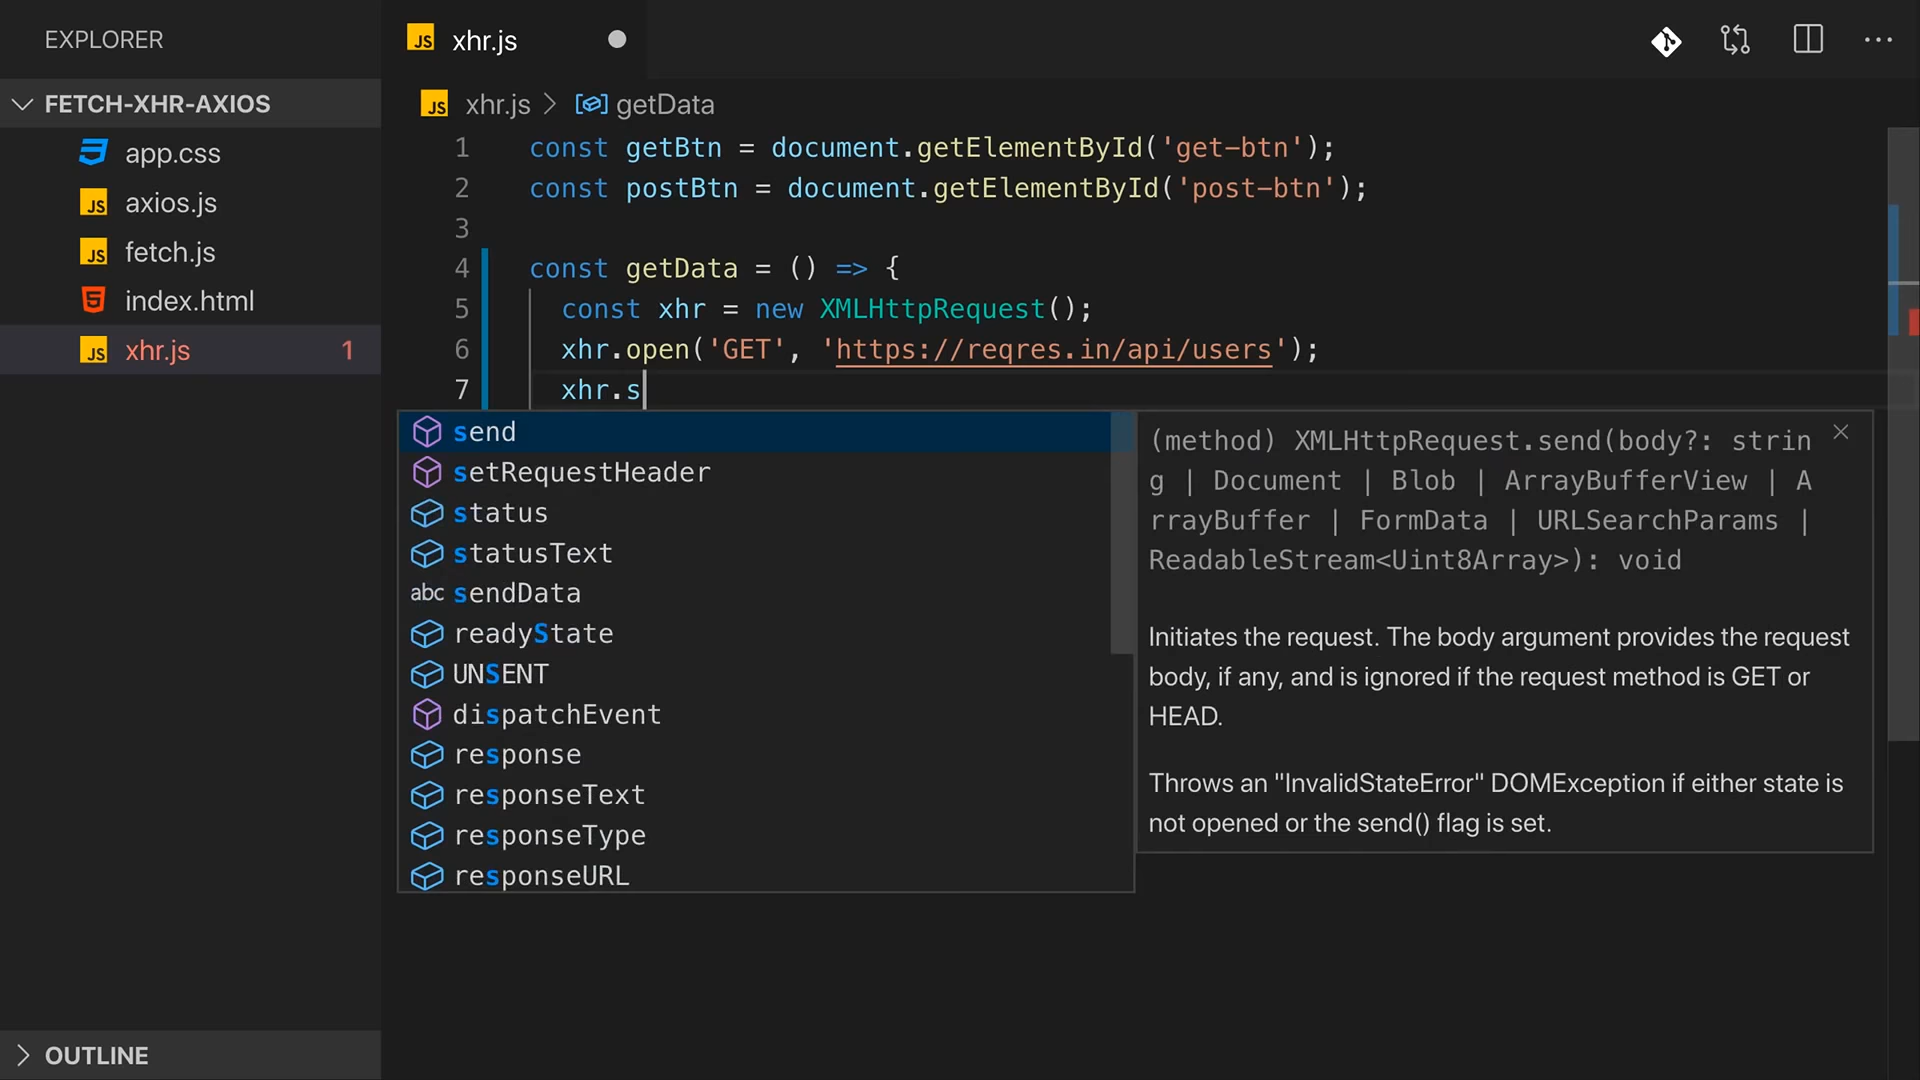 EXPLORER
JS xhr.js
FETCH-XHR-AXIOS
JS xhr.js > getData
app.css
JS axios.js
JS fetch.js
5 index.html
JS xhr.js 1
1 const getBtn = document.getElementById('get-btn');
2 const postBtn = document.getElementById('post-btn');
3
4 const getData = () => {
5 const xhr = new XMLHttpRequest();
6 xhr.open('GET', 'https://reqres.in/api/users');
7 xhr.s
send
setRequestHeader
status
statusText
abc sendData
readyState
UNSENT
dispatchEvent
response
responseText
responseType
responseURL
(method) XMLHttpRequest.send(body?: strin
g | Document | Blob | ArrayBufferView | A
rrayBuffer | FormData | URLSearchParams |
ReadableStream<Uint8Array>): void
Initiates the request. The body argument provides the request
body, if any, and is ignored if the request method is GET or
HEAD.
Throws an "InvalidStateError" DOMException if either state is
not opened or the send() flag is set.
OUTLINE